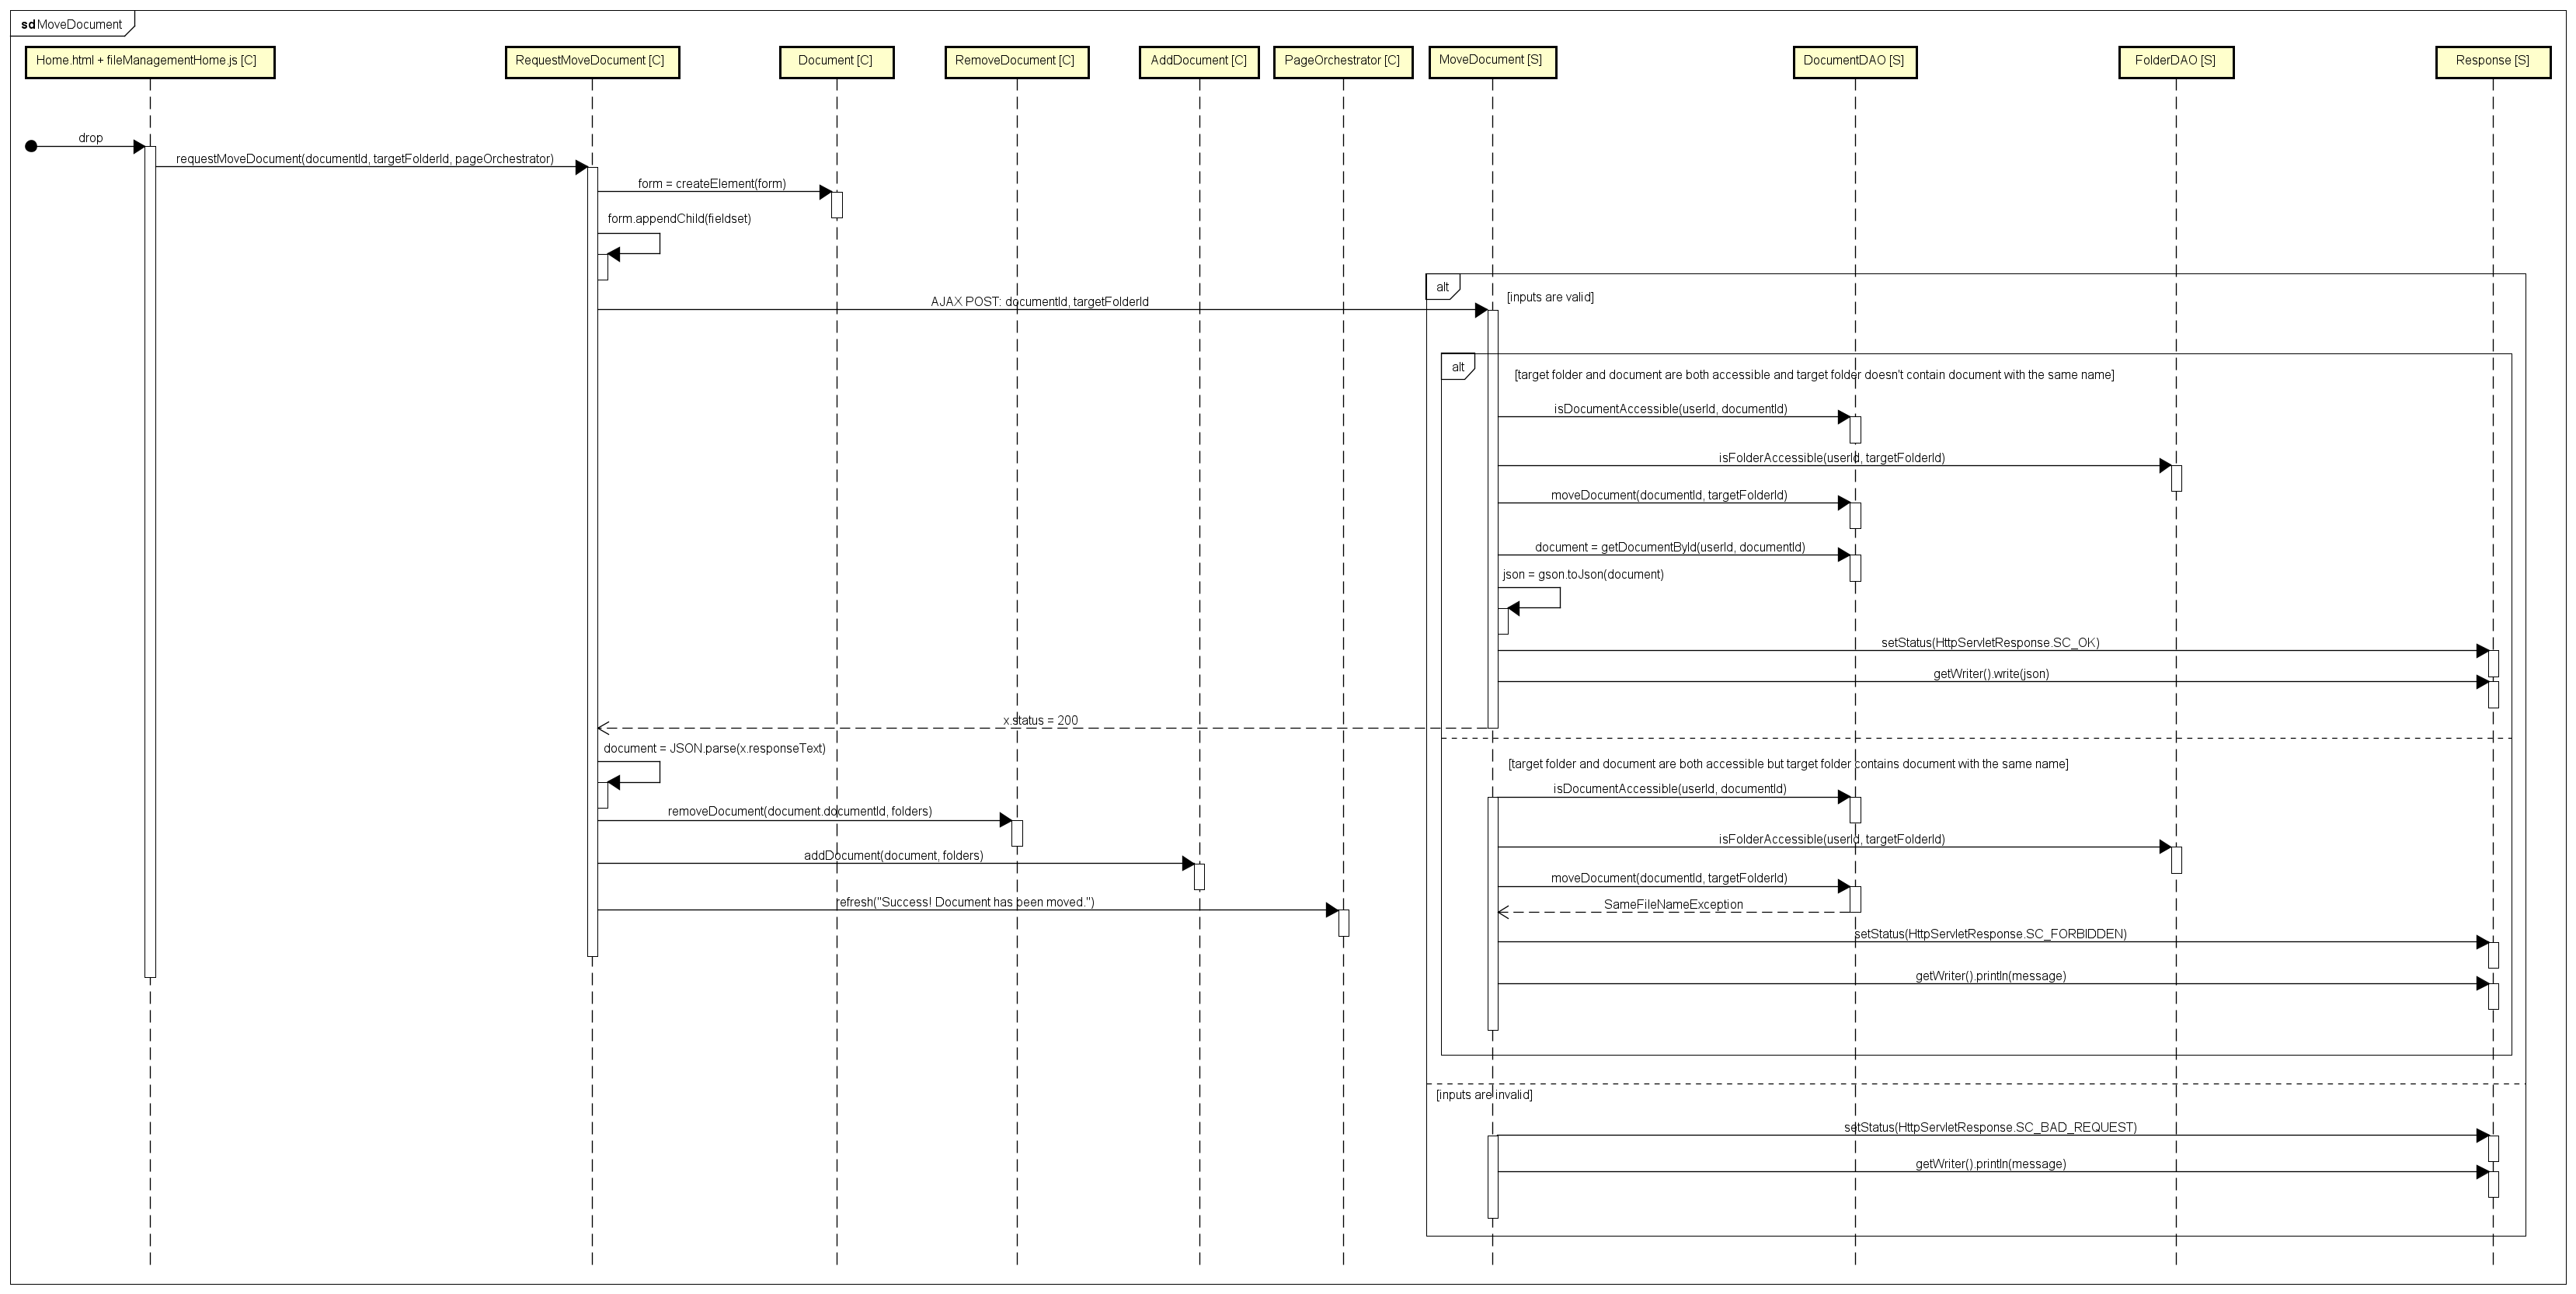 sd MoveDocument
Home.html + fileManagementHome.js [C]
RequestMoveDocument [C]
Document [C]
RemoveDocument [C]
AddDocument [C]
PageOrchestrator [C]
MoveDocument [S]
DocumentDAO [S]
FolderDAO [S]
Response [S]
drop
requestMoveDocument(documentId, targetFolderId, pageOrchestrator)
form = createElement(form)
form.appendChild(fieldset)
alt
[inputs are valid]
AJAX POST: documentId, targetFolderId
alt
[target folder and document are both accessible and target folder doesn't contain document with the same name]
isDocumentAccessible(userId, documentId)
isFolderAccessible(userId, targetFolderId)
moveDocument(documentId, targetFolderId)
document = getDocumentById(userId, documentId)
json = gson.toJson(document)
setStatus(HttpServletResponse.SC_OK)
getWriter().write(json)
x.status = 200
document = JSON.parse(x.responseText)
[target folder and document are both accessible but target folder contains document with the same name]
isDocumentAccessible(userId, documentId)
removeDocument(document.documentId, folders)
isFolderAccessible(userId, targetFolderId)
addDocument(document, folders)
moveDocument(documentId, targetFolderId)
refresh("Success! Document has been moved.")
SameFileNameException
setStatus(HttpServletResponse.SC_FORBIDDEN)
getWriter().println(message)
[inputs are invalid]
setStatus(HttpServletResponse.SC_BAD_REQUEST)
getWriter().println(message)